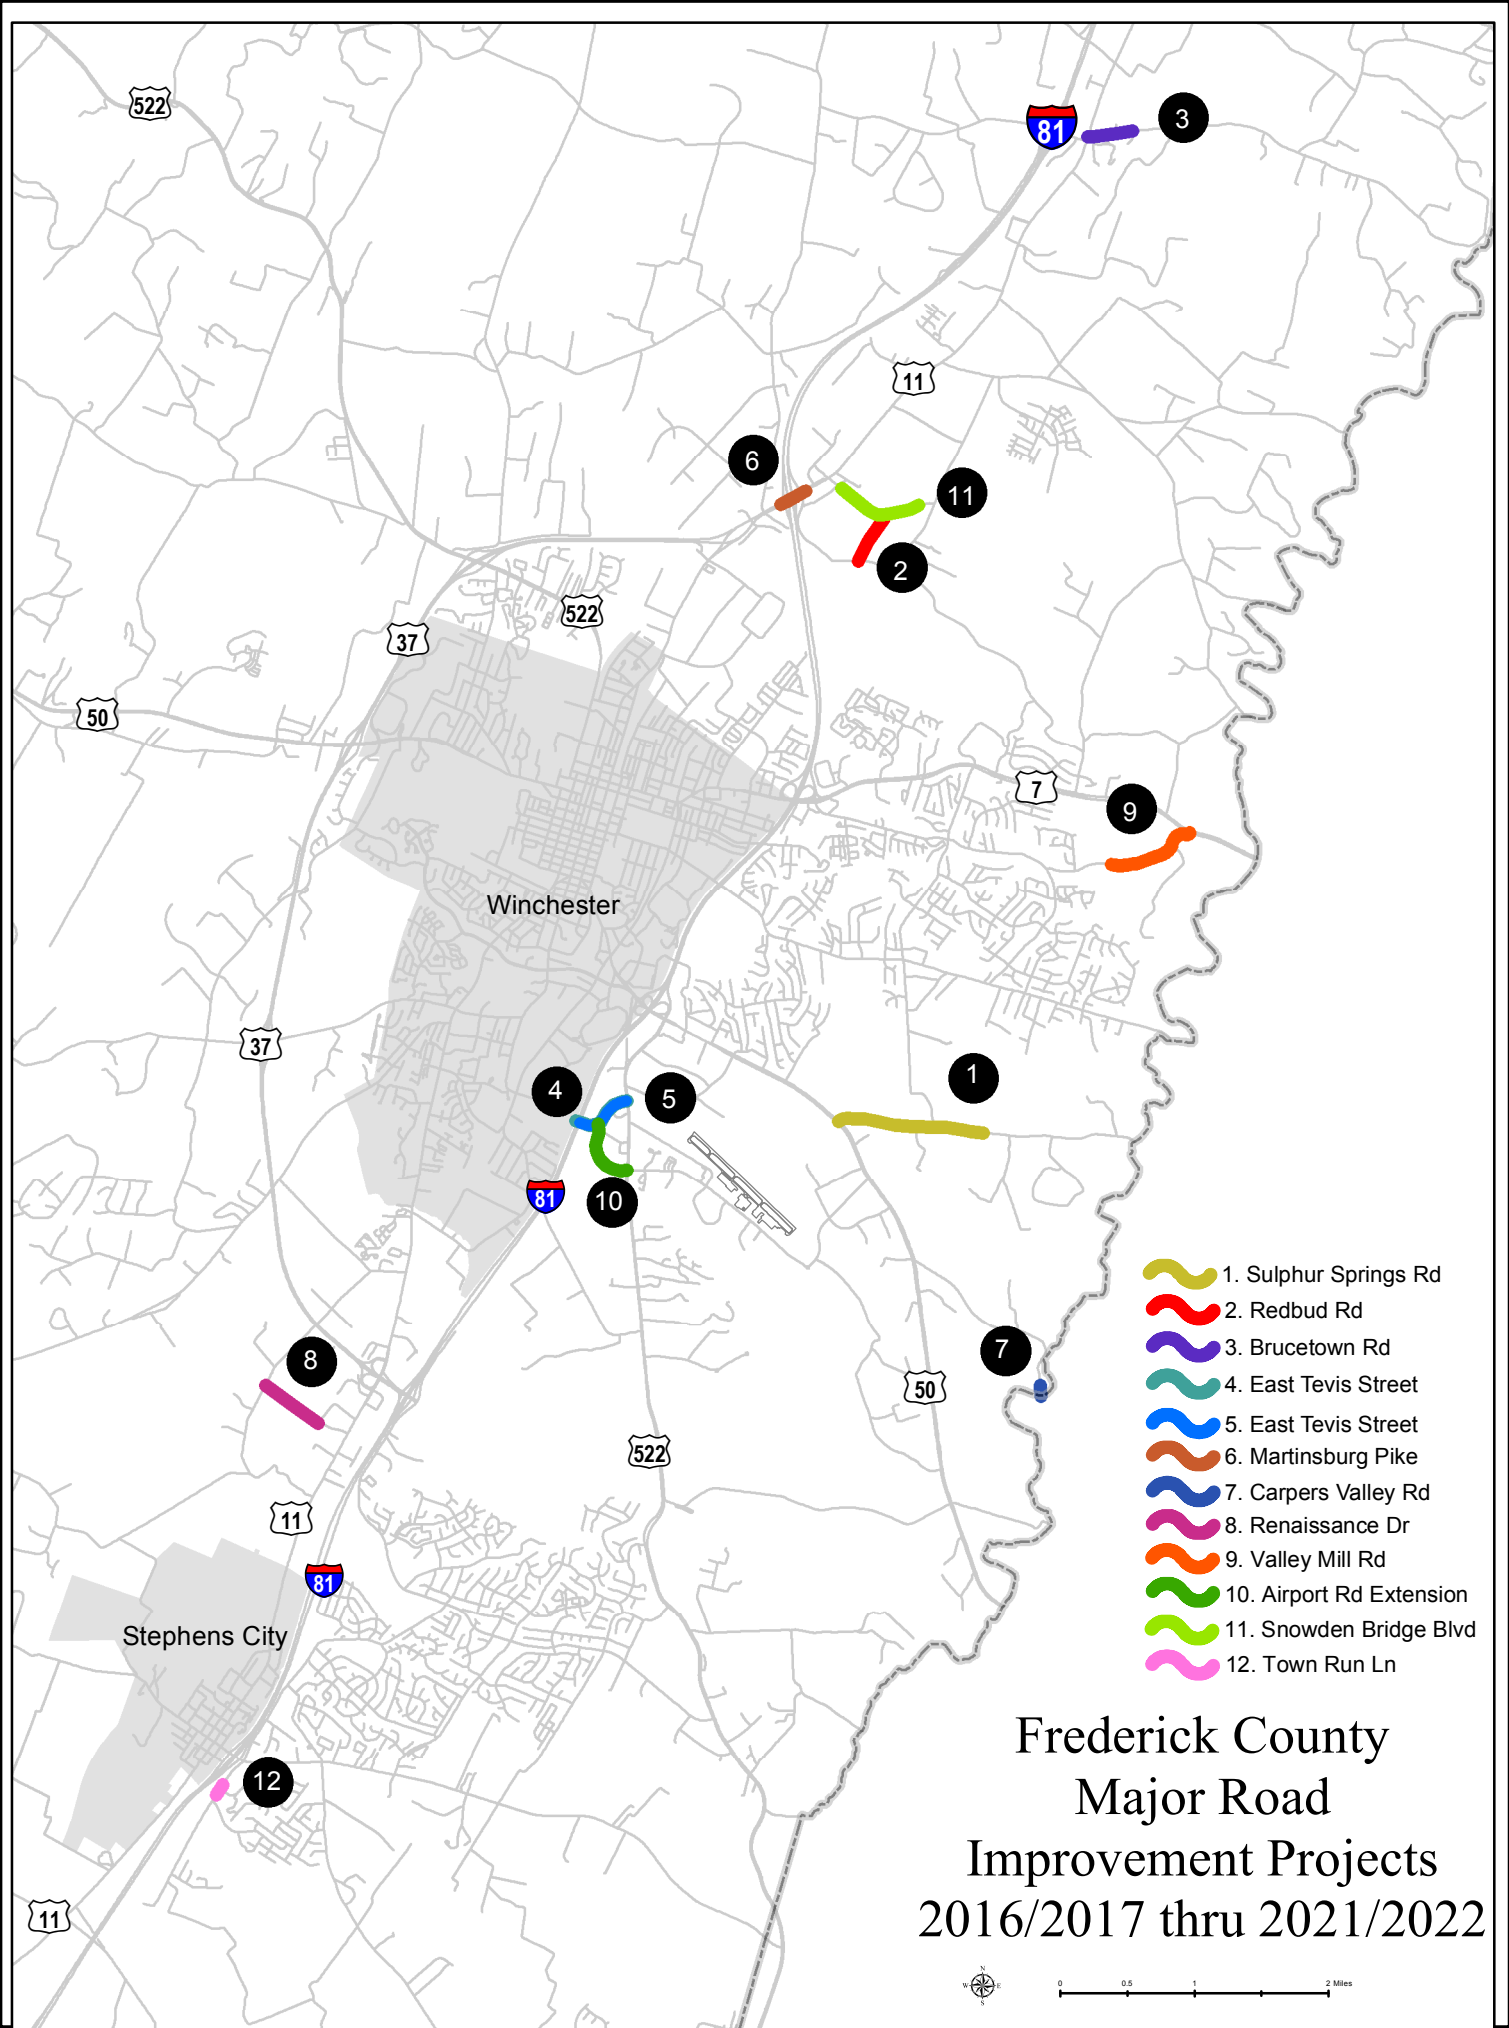 522
81
3
11
6
11
2
522
37
50
7
9
Winchester
37
1
4
5
81
10
7
8
50
522
11
81
Stephens City
12
11
1. Sulphur Springs Rd
2. Redbud Rd
3. Brucetown Rd
4. East Tevis Street
5. East Tevis Street
6. Martinsburg Pike
7. Carpers Valley Rd
8. Renaissance Dr
9. Valley Mill Rd
10. Airport Rd Extension
11. Snowden Bridge Blvd
12. Town Run Ln
Frederick County
Major Road
Improvement Projects
2016/2017 thru 2021/2022
N
W E
S
0 0.5 1 2 Miles